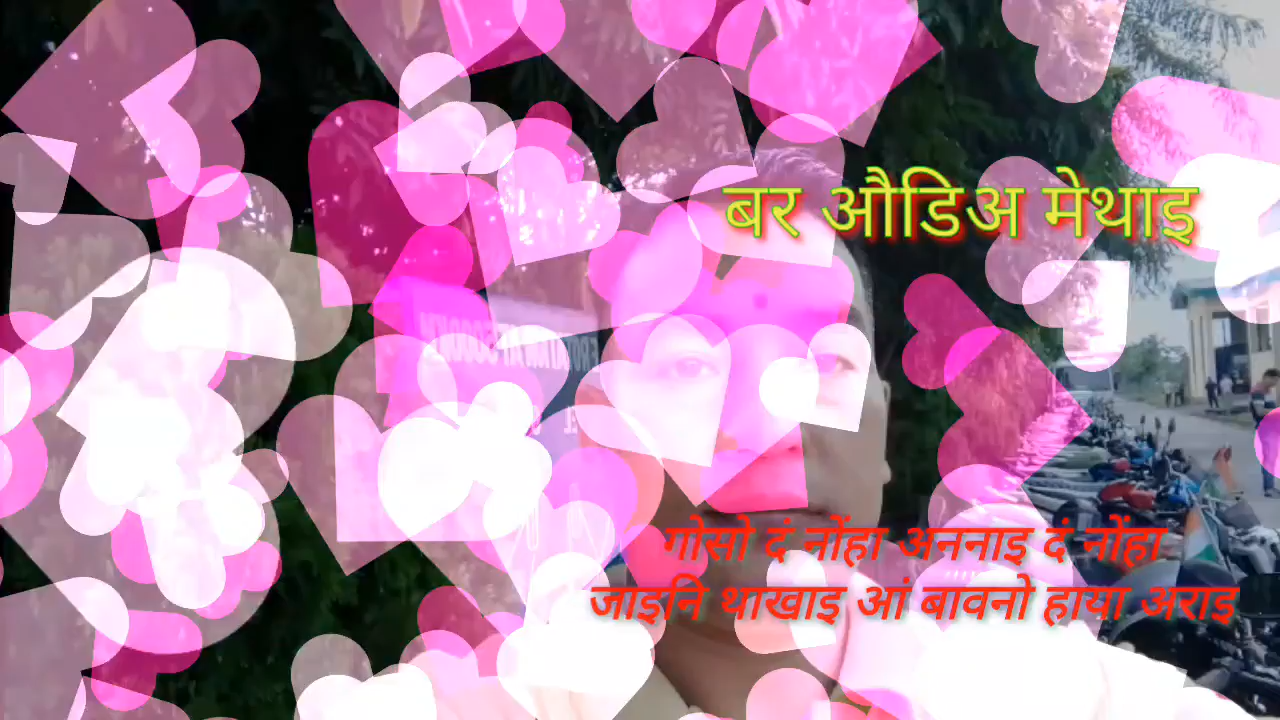 बर औडिअ मेथाइ
गोसो दं नोंहा अननाइ दं नोंहा
जाइनि थाखाइ आं बावनो हाया अराइ